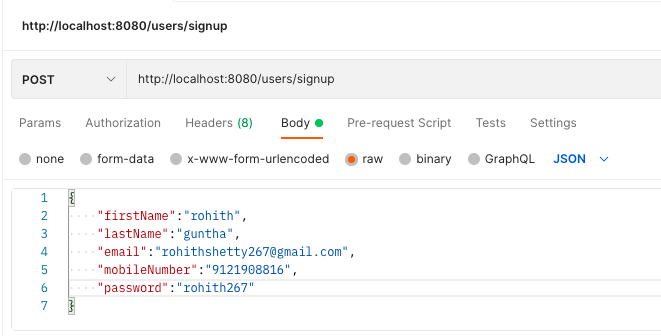 http://localhost:8080/users/signup
POST http://localhost:8080/users/signup
Params Authorization Headers (8) Body Pre-request Script Tests Settings
none form-data x-www-form-urlencoded raw binary GraphQL JSON
1 {
2 ····"firstName":"rohith",
3 ····"lastName":"guntha",
4 ····"email":"rohithshetty267@gmail.com",
5 ····"mobileNumber":"9121908816",
6 ····"password":"rohith267"
7 }